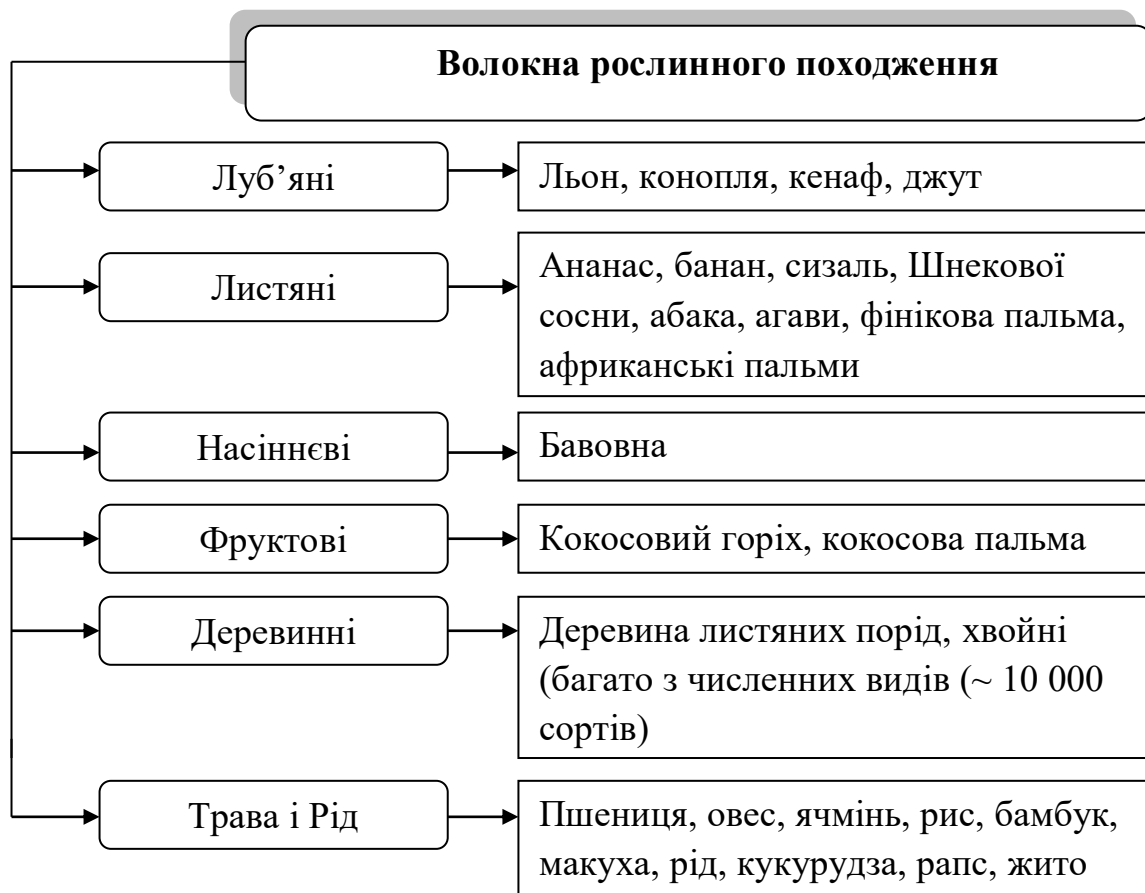 Волокна рослинного походження
Луб’яні
Льон, конопля, кенаф, джут
Листяні
Ананас, банан, сизаль, Шнекової
сосни, абака, агави, фінікова пальма,
африканські пальми
Насіннєві
Бавовна
Фруктові
Кокосовий горіх, кокосова пальма
Деревинні
Деревина листяних порід, хвойні
(багато з численних видів (~ 10 000
сортів)
Трава і Рід
Пшениця, овес, ячмінь, рис, бамбук,
макуха, рід, кукурудза, рапс, жито